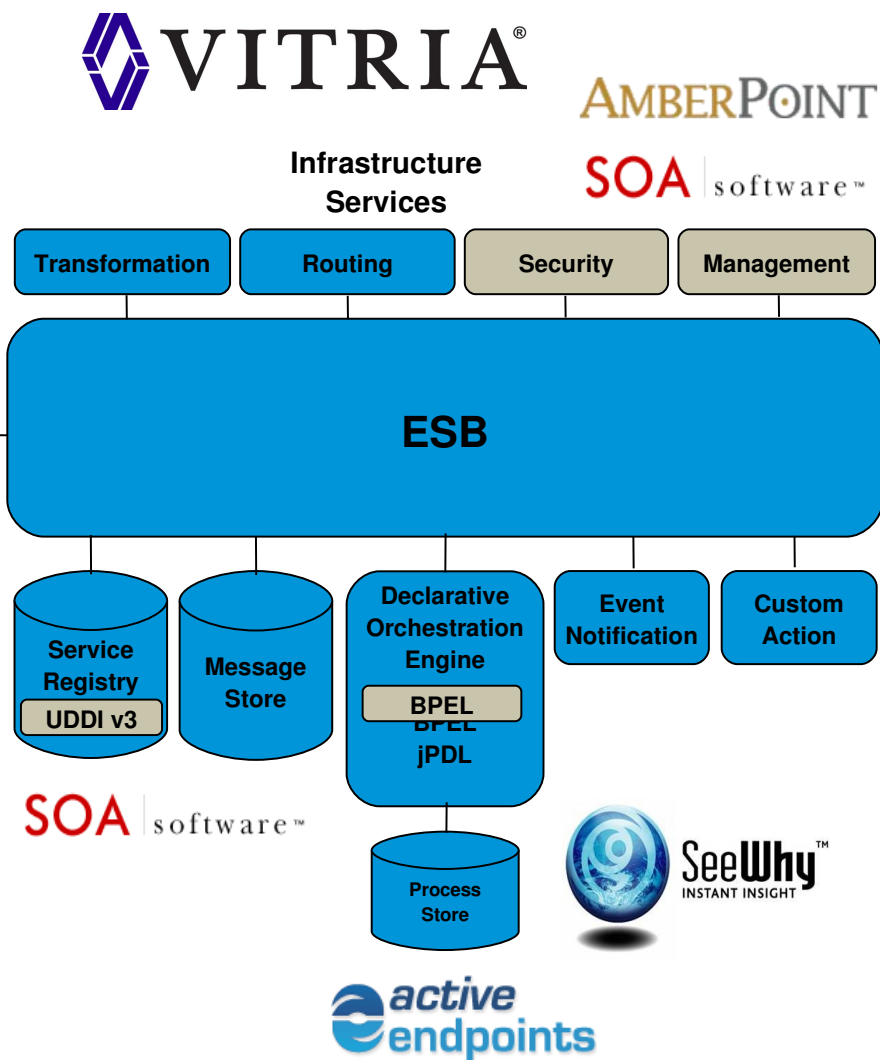 VITRIA®
AMBERPOINT
Infrastructure
Services
SOA software™
Transformation
Routing
Security
Management
ESB
Service
Registry
UDDI v3
Message
Store
Declarative
Orchestration
Engine
BPEL
BPEL
jPDL
Event
Notification
Custom
Action
SOA software™
Process
Store
SeeWhy™
INSTANT INSIGHT
active
endpoints